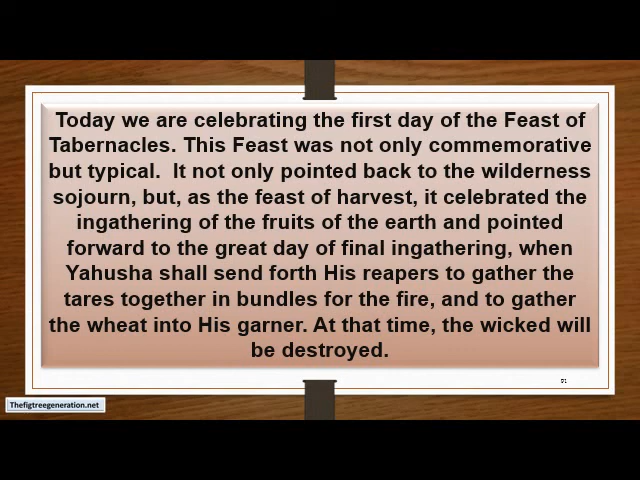 Today we are celebrating the first day of the Feast of
Tabernacles. This Feast was not only commemorative
but typical.  It not only pointed back to the wilderness
sojourn, but, as the feast of harvest, it celebrated the
ingathering of the fruits of the earth and pointed
forward to the great day of final ingathering, when
Yahusha shall send forth His reapers to gather the
tares together in bundles for the fire, and to gather
the wheat into His garner. At that time, the wicked will
be destroyed.
Thefigtreegeneration.net